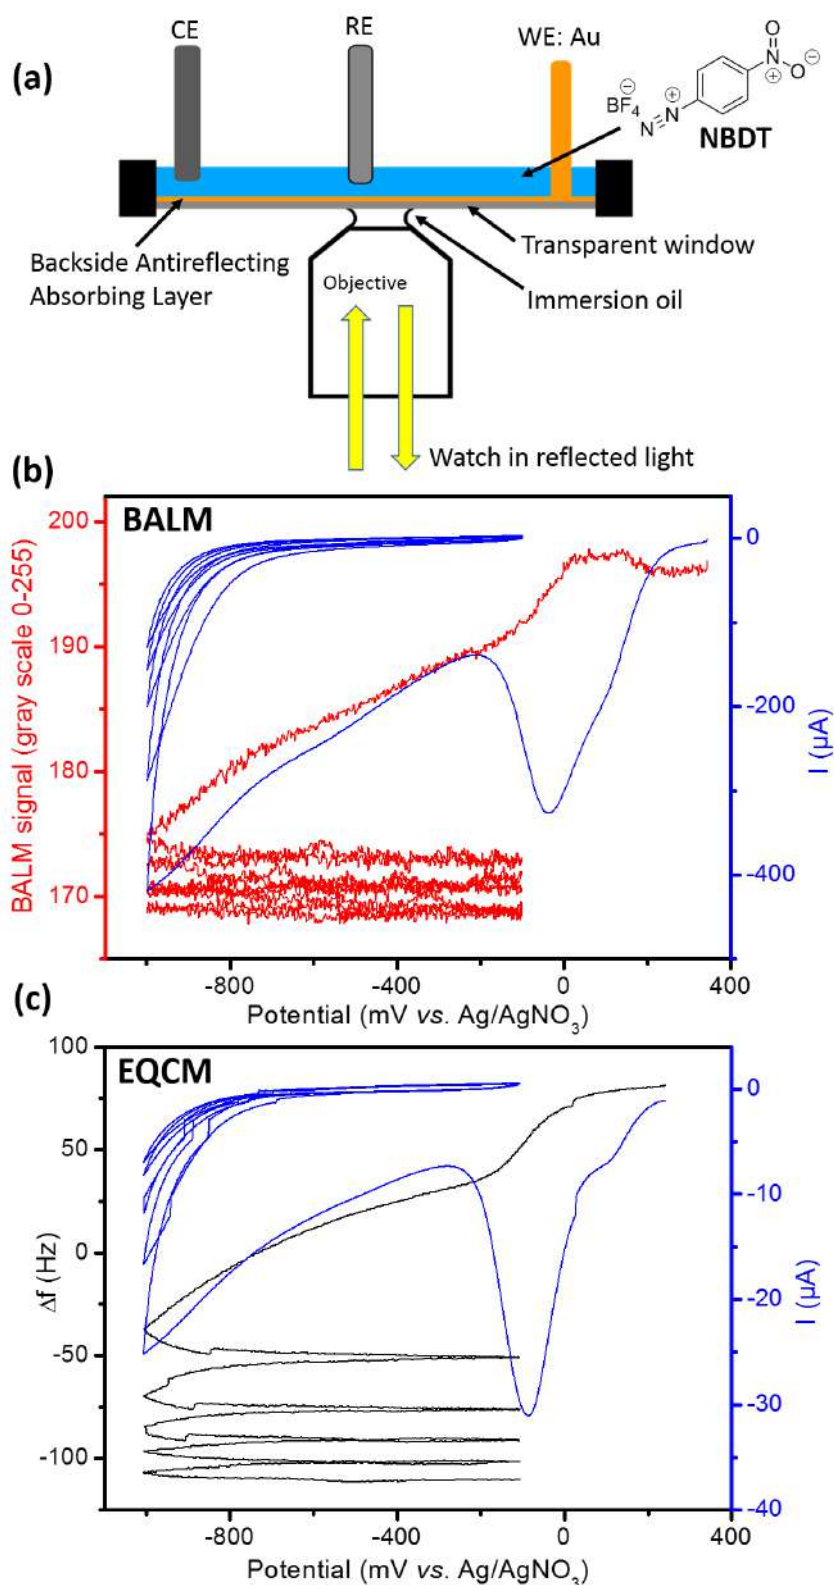 (a)
CE
RE
WE: Au
BF₄⊖
N≡N⊕
N⊕
O
O⊖
NBDT
Backside Antireflecting
Absorbing Layer
Objective
Transparent window
Immersion oil
Watch in reflected light
(b)
BALM
BALM signal (gray scale 0-255)
200
190
180
170
0
-200
-400
I (µA)
-800
-400
0
400
Potential (mV vs. Ag/AgNO₃)
(c)
EQCM
Δf (Hz)
100
50
0
-50
-100
0
-10
-20
-30
-40
I (µA)
-800
-400
0
400
Potential (mV vs. Ag/AgNO₃)